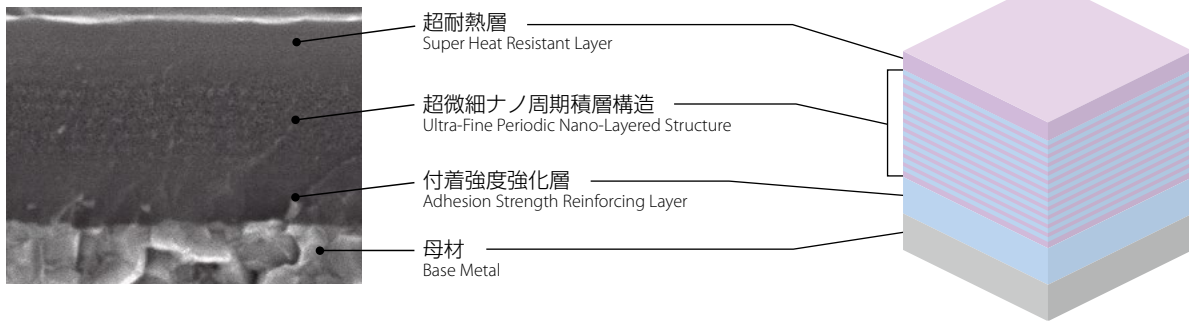 超耐熱層
Super Heat Resistant Layer
超微細ナノ周期積層構造
Ultra-Fine Periodic Nano-Layered Structure
付着強度強化層
Adhesion Strength Reinforcing Layer
母材
Base Metal